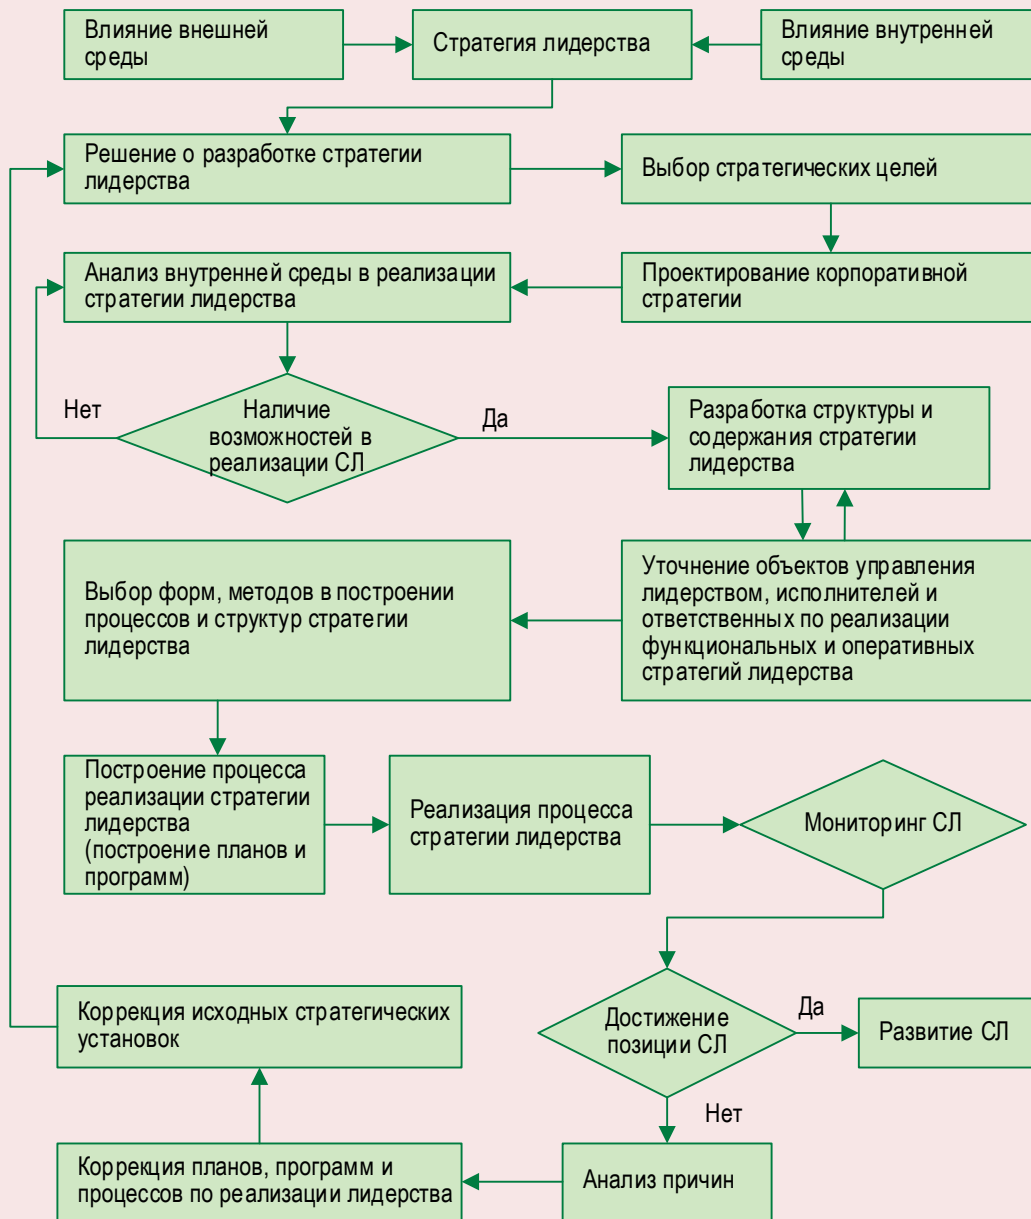 Влияние внешней
среды
Стратегия лидерства
Влияние внутренней
среды
Решение о разработке стратегии
лидерства
Выбор стратегических целей
Анализ внутренней среды в реализации
стратегии лидерства
Проектирование корпоративной
стратегии
Нет
Наличие
возможностей в
реализации СЛ
Да
Разработка структуры и
содержания стратегии
лидерства
Выбор форм, методов в построении
процессов и структур стратегии
лидерства
Уточнение объектов управления
лидерством, исполнителей и
ответственных по реализации
функциональных и оперативных
стратегий лидерства
Построение процесса
реализации стратегии
лидерства
(построение планов и
программ)
Реализация процесса
стратегии лидерства
Мониторинг СЛ
Коррекция исходных стратегических
установок
Достижение
позиции СЛ
Да
Развитие СЛ
Нет
Коррекция планов, программ и
процессов по реализации лидерства
Анализ причин